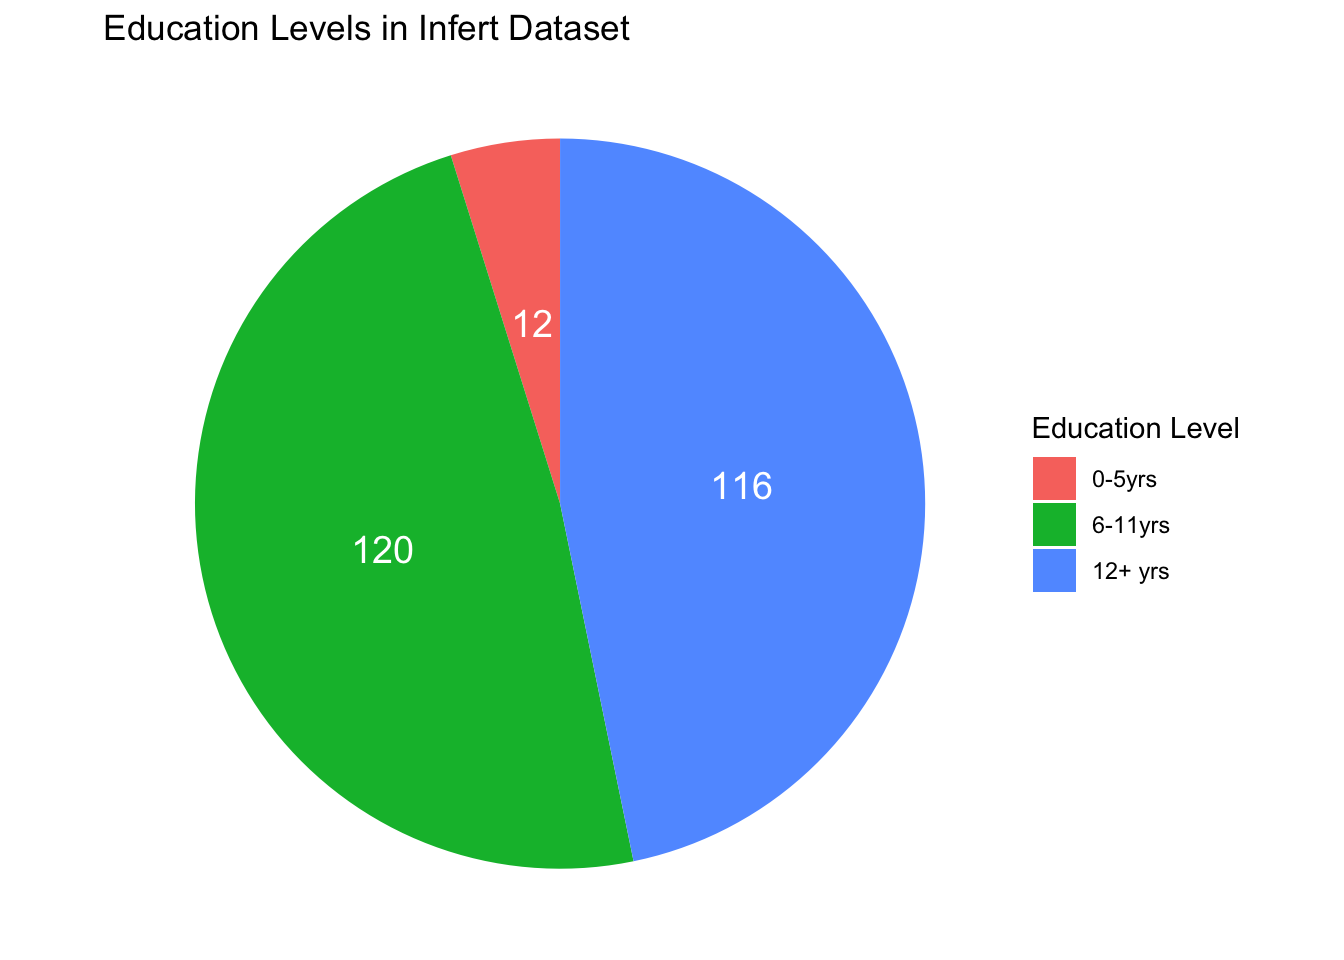 Education Levels in Infert Dataset
12
116
120
Education Level
0-5yrs
6-11yrs
12+ yrs